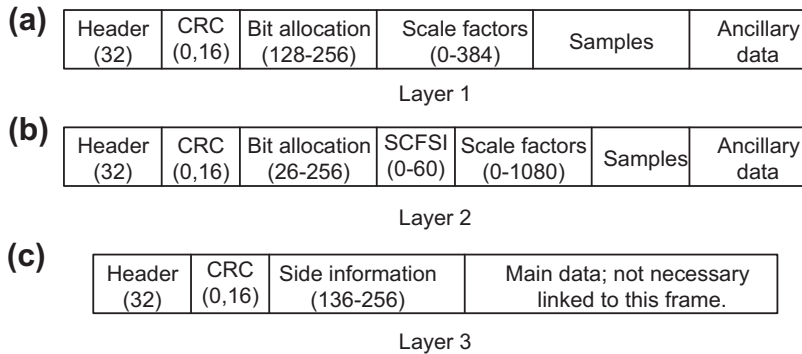 (a)
Header
(32)
CRC
(0,16)
Bit allocation
(128-256)
Scale factors
(0-384)
Samples
Ancillary
data
Layer 1
(b)
Header
(32)
CRC
(0,16)
Bit allocation
(26-256)
SCFSI
(0-60)
Scale factors
(0-1080)
Samples
Ancillary
data
Layer 2
(c)
Header
(32)
CRC
(0,16)
Side information
(136-256)
Main data; not necessary
linked to this frame.
Layer 3